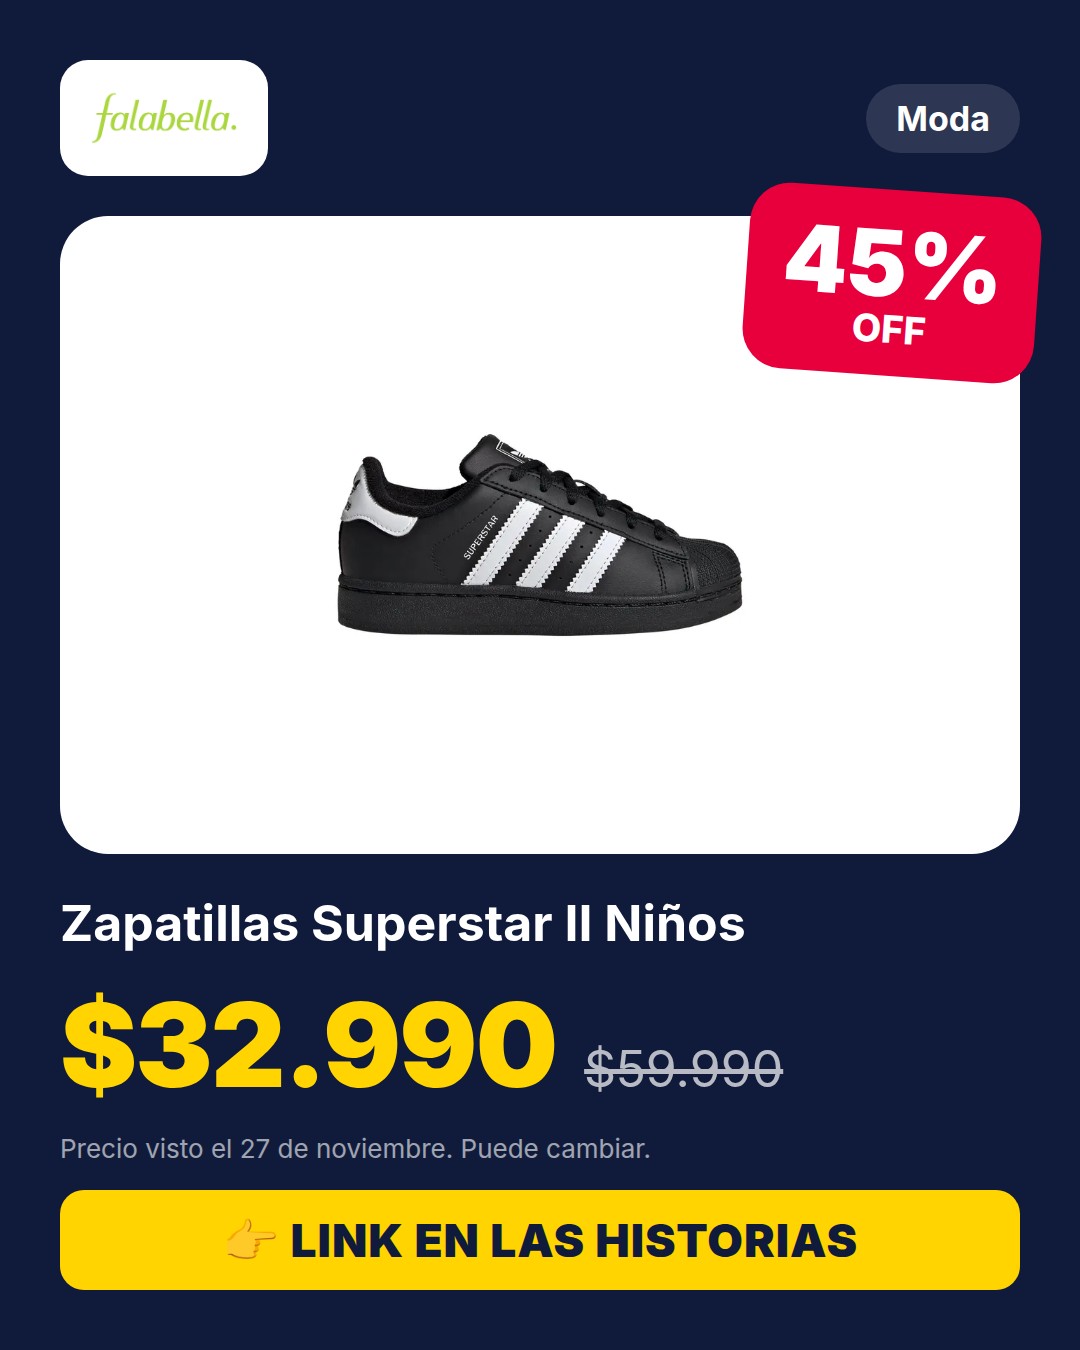 falabella.
Moda
45%
OFF
SUPERSTAR
Zapatillas Superstar II Niños
$32.990 $59.990
Precio visto el 27 de noviembre. Puede cambiar.
👉 LINK EN LAS HISTORIAS